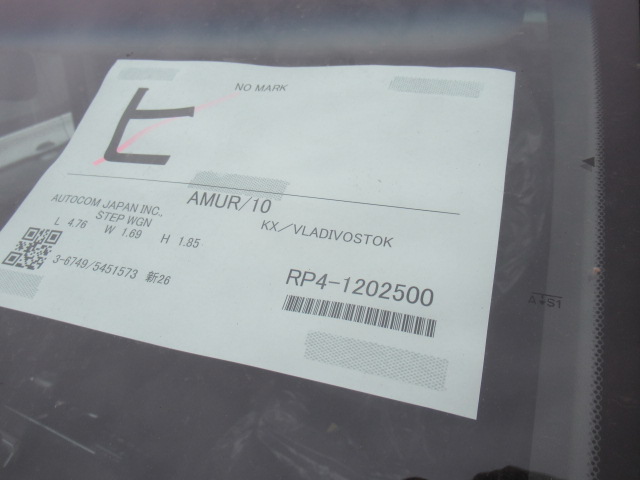 NO MARK
ヒ
AUTOCOM JAPAN INC.,
AMUR/10
STEP WGN
KX/VLADIVOSTOK
L 4.76 W 1.69 H 1.85
3-6749/5451573 新26
RP4-1202500
A⇔S1